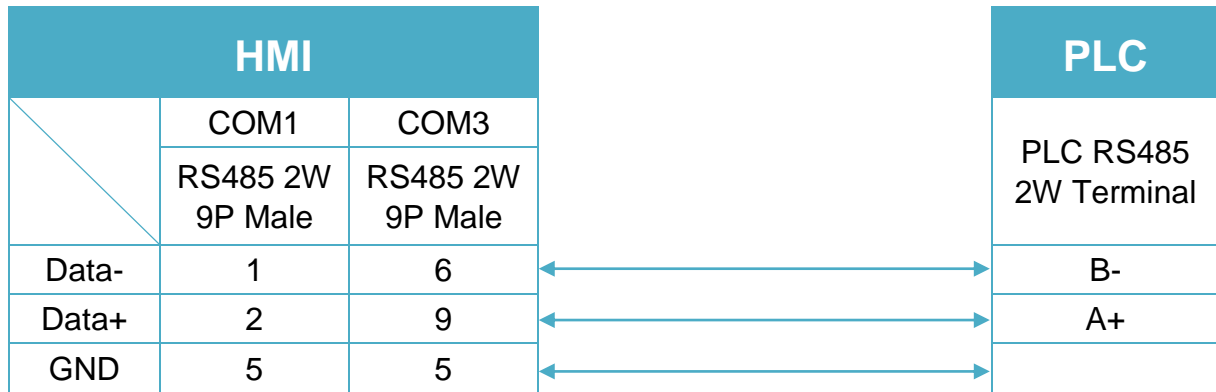 HMI PLC
COM1 COM3
PLC RS485
2W Terminal
RS485 2W RS485 2W
9P Male 9P Male
Data- 1 6 B-
Data+ 2 9 A+
GND 5 5